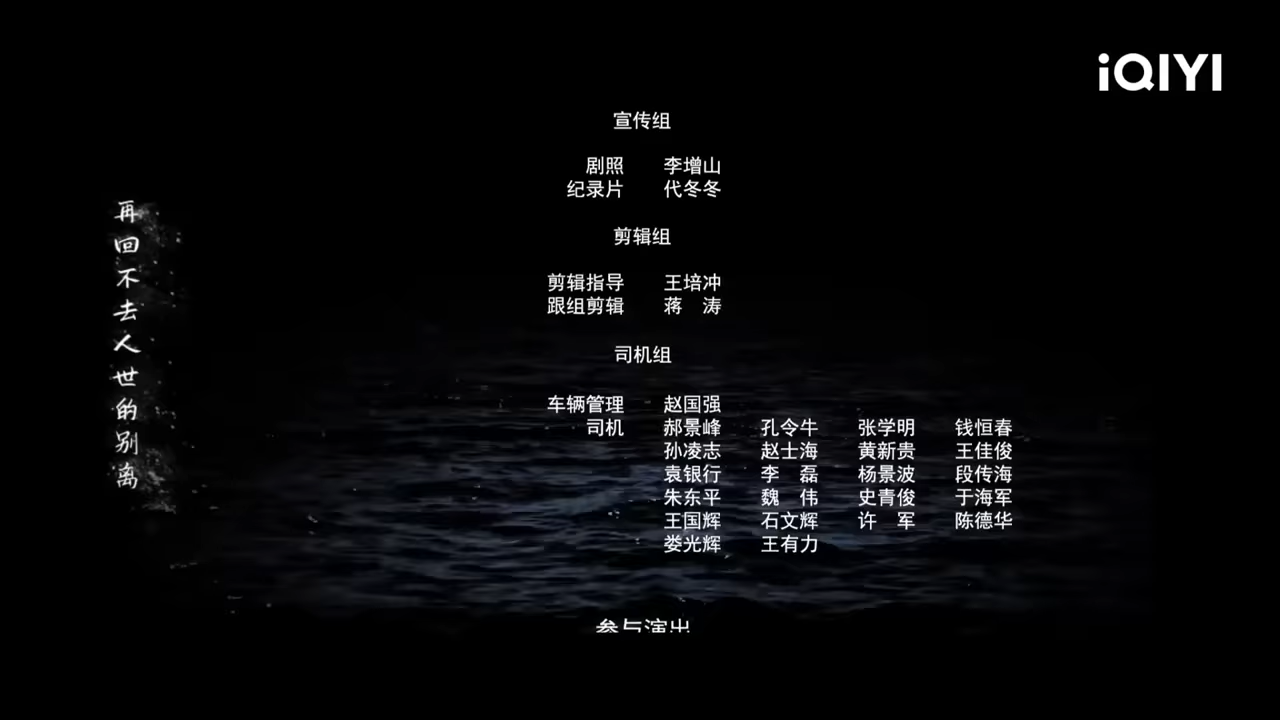 iQIYI
宣传组
剧照 李增山
纪录片 代冬冬
剪辑组
剪辑指导 王培冲
跟组剪辑 蒋 涛
司机组
车辆管理 赵国强
司机 郝景峰 孔令牛 张学明 钱恒春
孙凌志 赵士海 黄新贵 王佳俊
袁银行 李 磊 杨景波 段传海
朱东平 魏 伟 史青俊 于海军
王国辉 石文辉 许 军 陈德华
娄光辉 王有力
参与演出
再回不去人世的别离